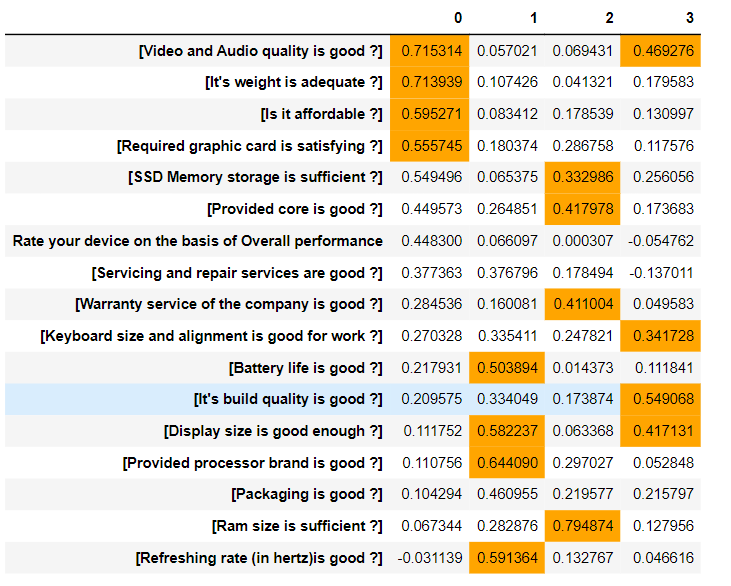 0 1 2 3
[Video and Audio quality is good ?] 0.715314 0.057021 0.069431 0.469276
[It's weight is adequate ?] 0.713939 0.107426 0.041321 0.179583
[Is it affordable ?] 0.595271 0.083412 0.178539 0.130997
[Required graphic card is satisfying ?] 0.555745 0.180374 0.286758 0.117576
[SSD Memory storage is sufficient ?] 0.549496 0.065375 0.332986 0.256056
[Provided core is good ?] 0.449573 0.264851 0.417978 0.173683
Rate your device on the basis of Overall performance 0.448300 0.066097 0.000307 -0.054762
[Servicing and repair services are good ?] 0.377363 0.376796 0.178494 -0.137011
[Warranty service of the company is good ?] 0.284536 0.160081 0.411004 0.049583
[Keyboard size and alignment is good for work ?] 0.270328 0.335411 0.247821 0.341728
[Battery life is good ?] 0.217931 0.503894 0.014373 0.111841
[It's build quality is good ?] 0.209575 0.334049 0.173874 0.549068
[Display size is good enough ?] 0.111752 0.582237 0.063368 0.417131
[Provided processor brand is good ?] 0.110756 0.644090 0.297027 0.052848
[Packaging is good ?] 0.104294 0.460955 0.219577 0.215797
[Ram size is sufficient ?] 0.067344 0.282876 0.794874 0.127956
[Refreshing rate (in hertz)is good ?] -0.031139 0.591364 0.132767 0.046616